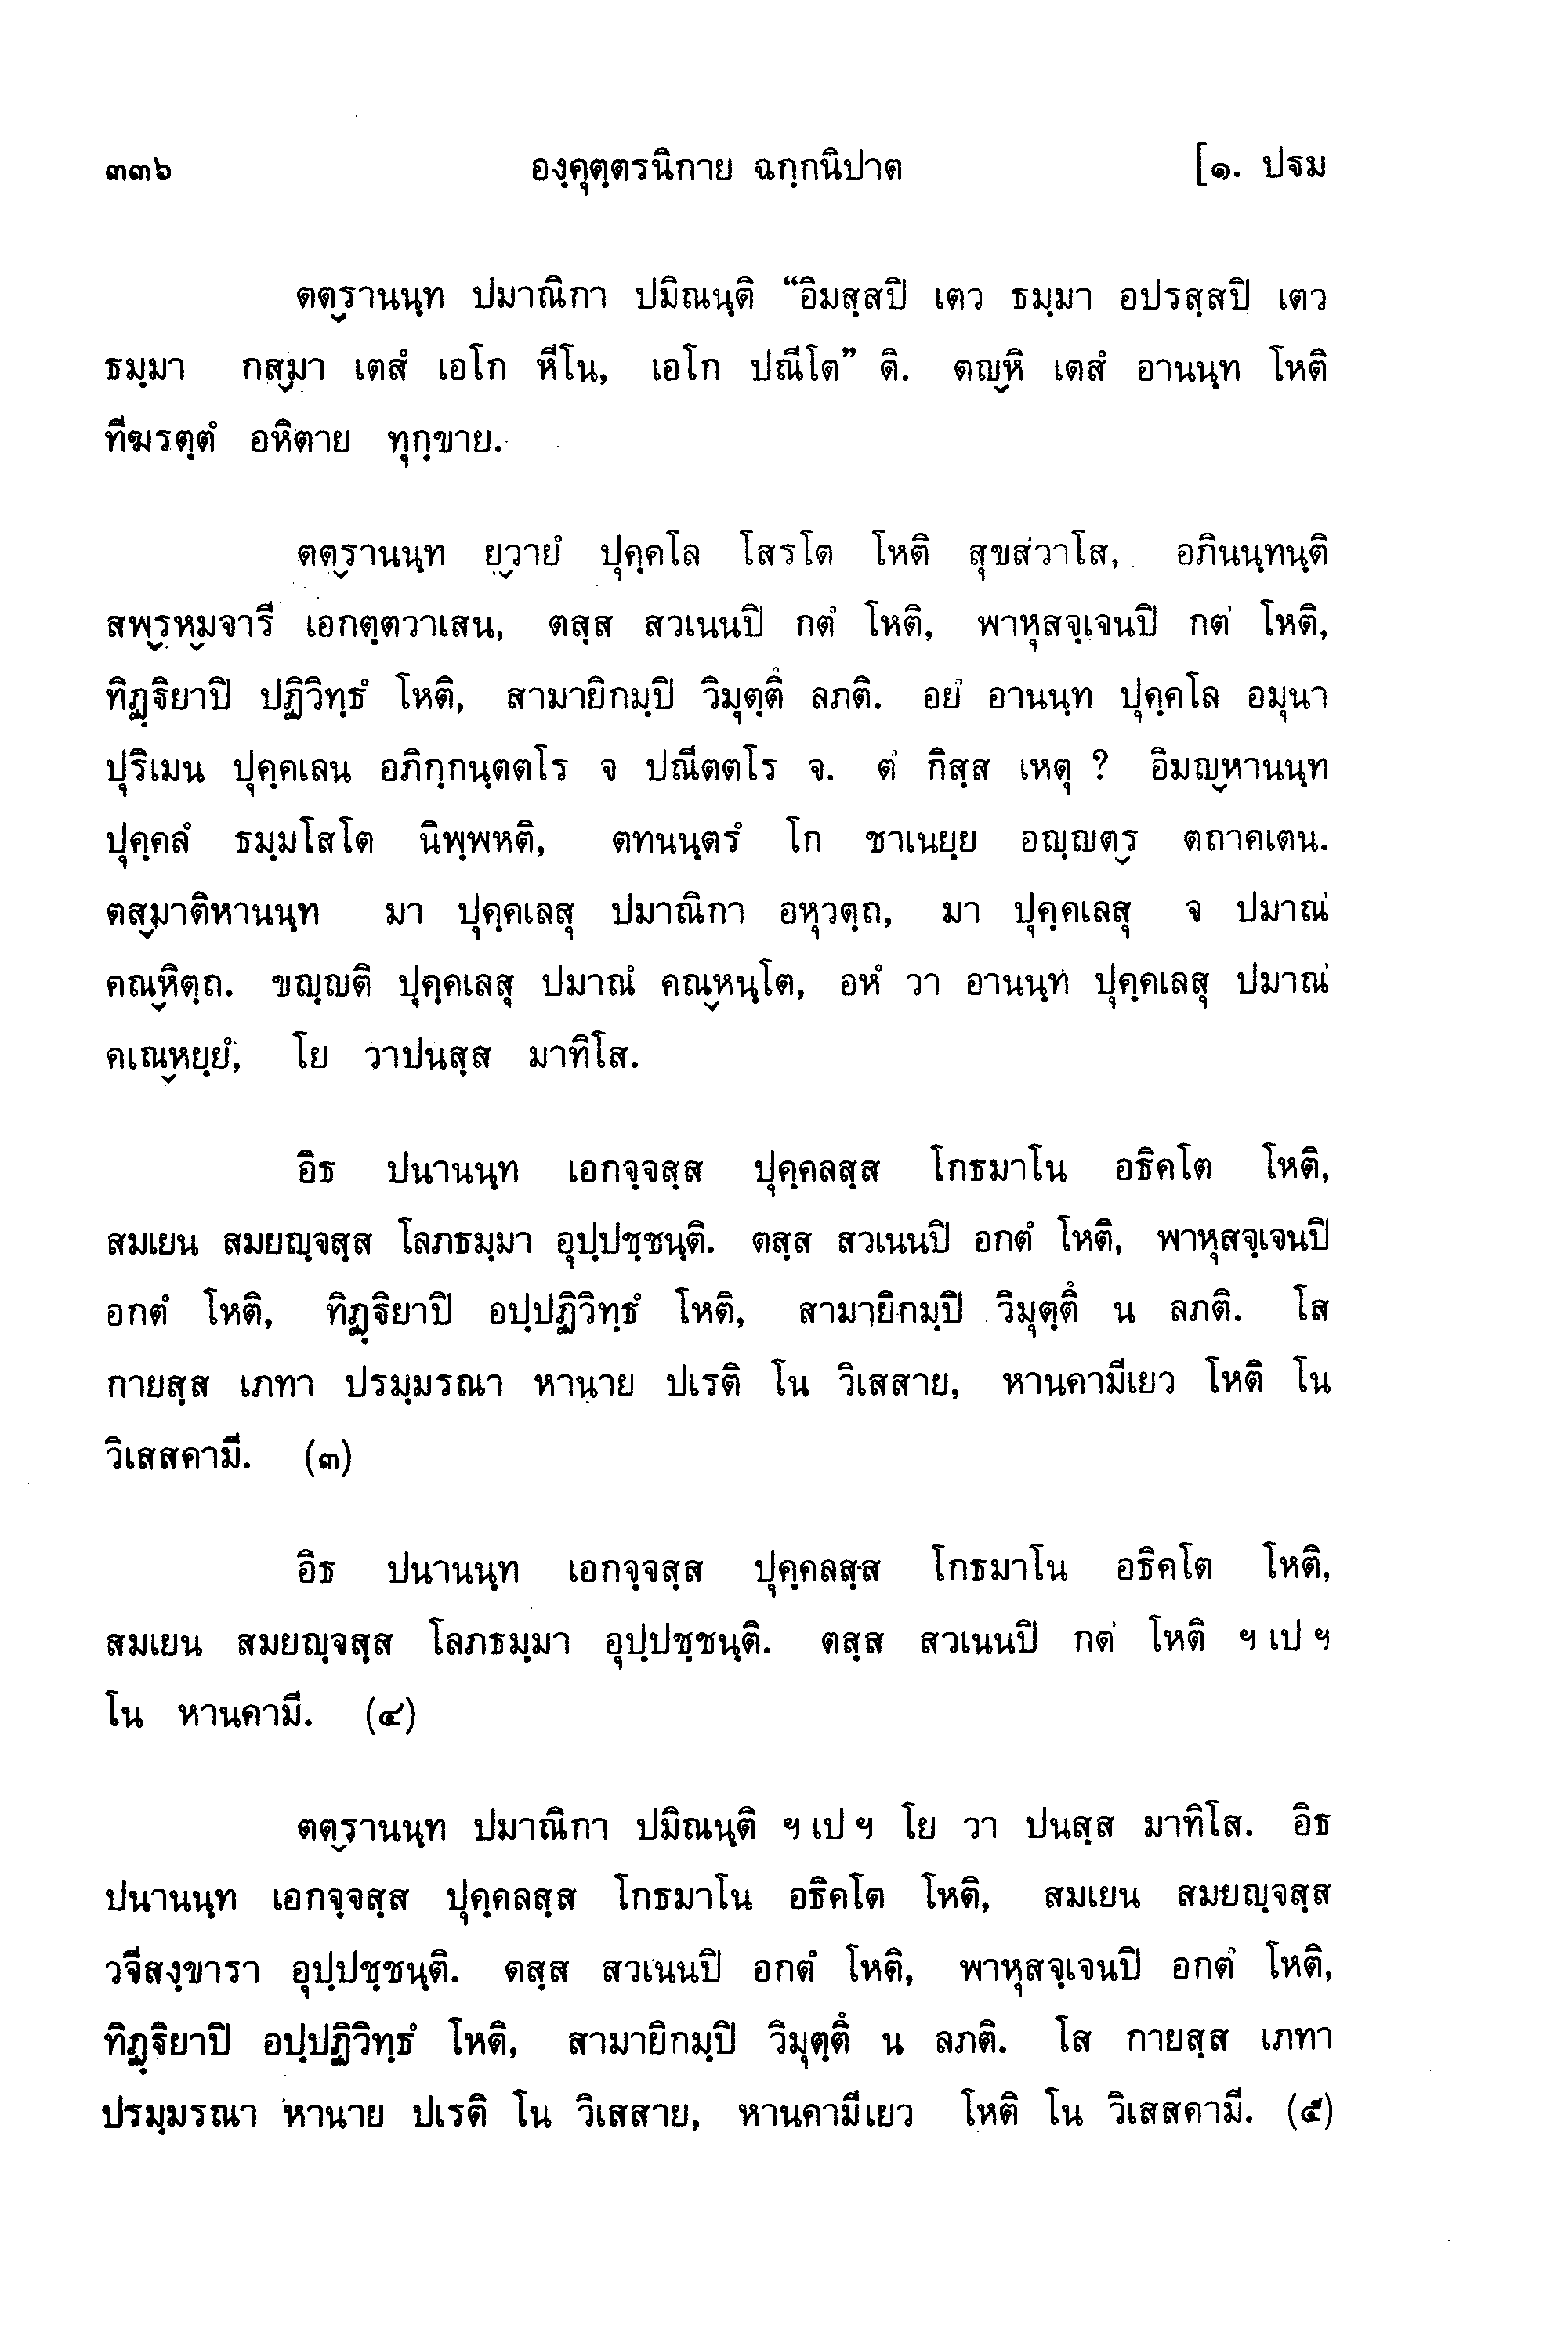 ๓๓๖ องฺคุตฺตรนิกาย ฉกฺกนิปาต [๑. ปฐม
ตตฺรานนฺท ปมาณิกา ปมิณนฺติ “อิมสฺสปิ เตว ธมฺมา อปรสฺสปิ เตว
ธมฺมา กสฺมา เตสํ เอโก หีโน, เอโก ปณีโต” ติ. ตญฺหิ เตสํ อานนฺท โหติ
ทีฆรตฺตํ อหิตาย ทุกฺขาย.
ตตฺรานนฺท ยฺวายํ ปุคฺคโล โสรโต โหติ สุขสํวาโส, อภินนฺทนฺติ
สพฺรหฺมจารี เอกตฺตวาเสน, ตสฺส สวเนนปิ กตํ โหติ, พาหุสจฺเจนปิ กตํ โหติ,
ทิฏฺฐิยาปิ ปฏิวิทฺธํ โหติ, สามายิกมฺปิ วิมุตฺตึ ลภติ. อยํ อานนฺท ปุคฺคโล อมุนา
ปุริเมน ปุคฺคเลน อภิกฺกนฺตตโร จ ปณีตตโร จ. ตํ กิสฺส เหตุ ? อิมญฺหานนฺท
ปุคฺคลํ ธมฺมโสโต นิพฺพหติ, ตทนนฺตรํ โก ชาเนยฺย อญฺญตฺร ตถาคเตน.
ตสฺมาติหานนฺท มา ปุคฺคเลสุ ปมาณิกา อหุวตฺถ, มา ปุคฺคเลสุ จ ปมาณํ
คณฺหิตฺถ. ขญฺญติ ปุคฺคเลสุ ปมาณํ คณฺหนฺโต, อหํ วา อานนฺท ปุคฺคเลสุ ปมาณํ
คเณฺหยฺยํ, โย วาปนสฺส มาทิโส.
อิธ ปนานนฺท เอกจฺจสฺส ปุคฺคลสฺส โกธมาโน อธิคโต โหติ,
สมเยน สมยญฺจสฺส โลภธมฺมา อุปฺปชฺชนฺติ. ตสฺส สวเนนปิ อกตํ โหติ, พาหุสจฺเจนปิ
อกตํ โหติ, ทิฏฺฐิยาปิ อปฺปฏิวิทฺธํ โหติ, สามายิกมฺปิ วิมุตฺตึ น ลภติ. โส
กายสฺส เภทา ปรมฺมรณา หานาย ปเรติ โน วิเสสาย, หานคามีเยว โหติ โน
วิเสสคามี. (๓)
อิธ ปนานนฺท เอกจฺจสฺส ปุคฺคลสฺส โกธมาโน อธิคโต โหติ,
สมเยน สมยญฺจสฺส โลภธมฺมา อุปฺปชฺชนฺติ. ตสฺส สวเนนปิ กตํ โหติ ฯ เป ฯ
โน หานคามี. (๔)
ตตฺรานนฺท ปมาณิกา ปมิณนฺติ ฯ เป ฯ โย วา ปนสฺส มาทิโส. อิธ
ปนานนฺท เอกจฺจสฺส ปุคฺคลสฺส โกธมาโน อธิคโต โหติ, สมเยน สมยญฺจสฺส
วจีสงฺขารา อุปฺปชฺชนฺติ. ตสฺส สวเนนปิ อกตํ โหติ, พาหุสจฺเจนปิ อกตํ โหติ,
ทิฏฺฐิยาปิ อปฺปฏิวิทฺธํ โหติ, สามายิกมฺปิ วิมุตฺตึ น ลภติ. โส กายสฺส เภทา
ปรมฺมรณา หานาย ปเรติ โน วิเสสาย, หานคามีเยว โหติ โน วิเสสคามี. (๕)